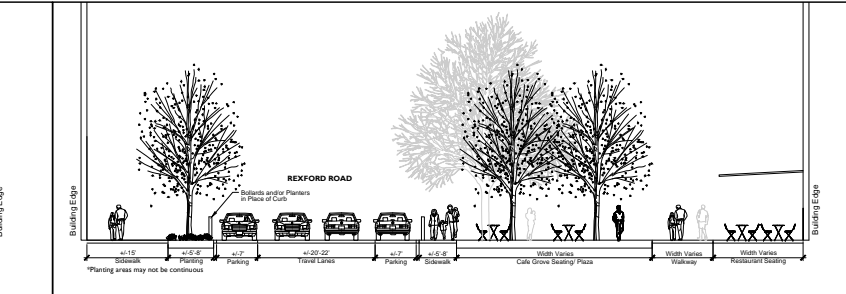 Building Edge
Building Edge
REXFORD ROAD
Bollards and/or Planters
in Place of Curb
Building Edge
+/-15'
Sidewalk
+/-5'-8'
Planting
+/-7'
Parking
+/-20'-22'
Travel Lanes
+/-7'
Parking
+/-5'-8'
Sidewalk
Width Varies
Cafe Grove Seating/ Plaza
Width Varies
Walkway
Width Varies
Restaurant Seating
*Planting areas may not be continuous